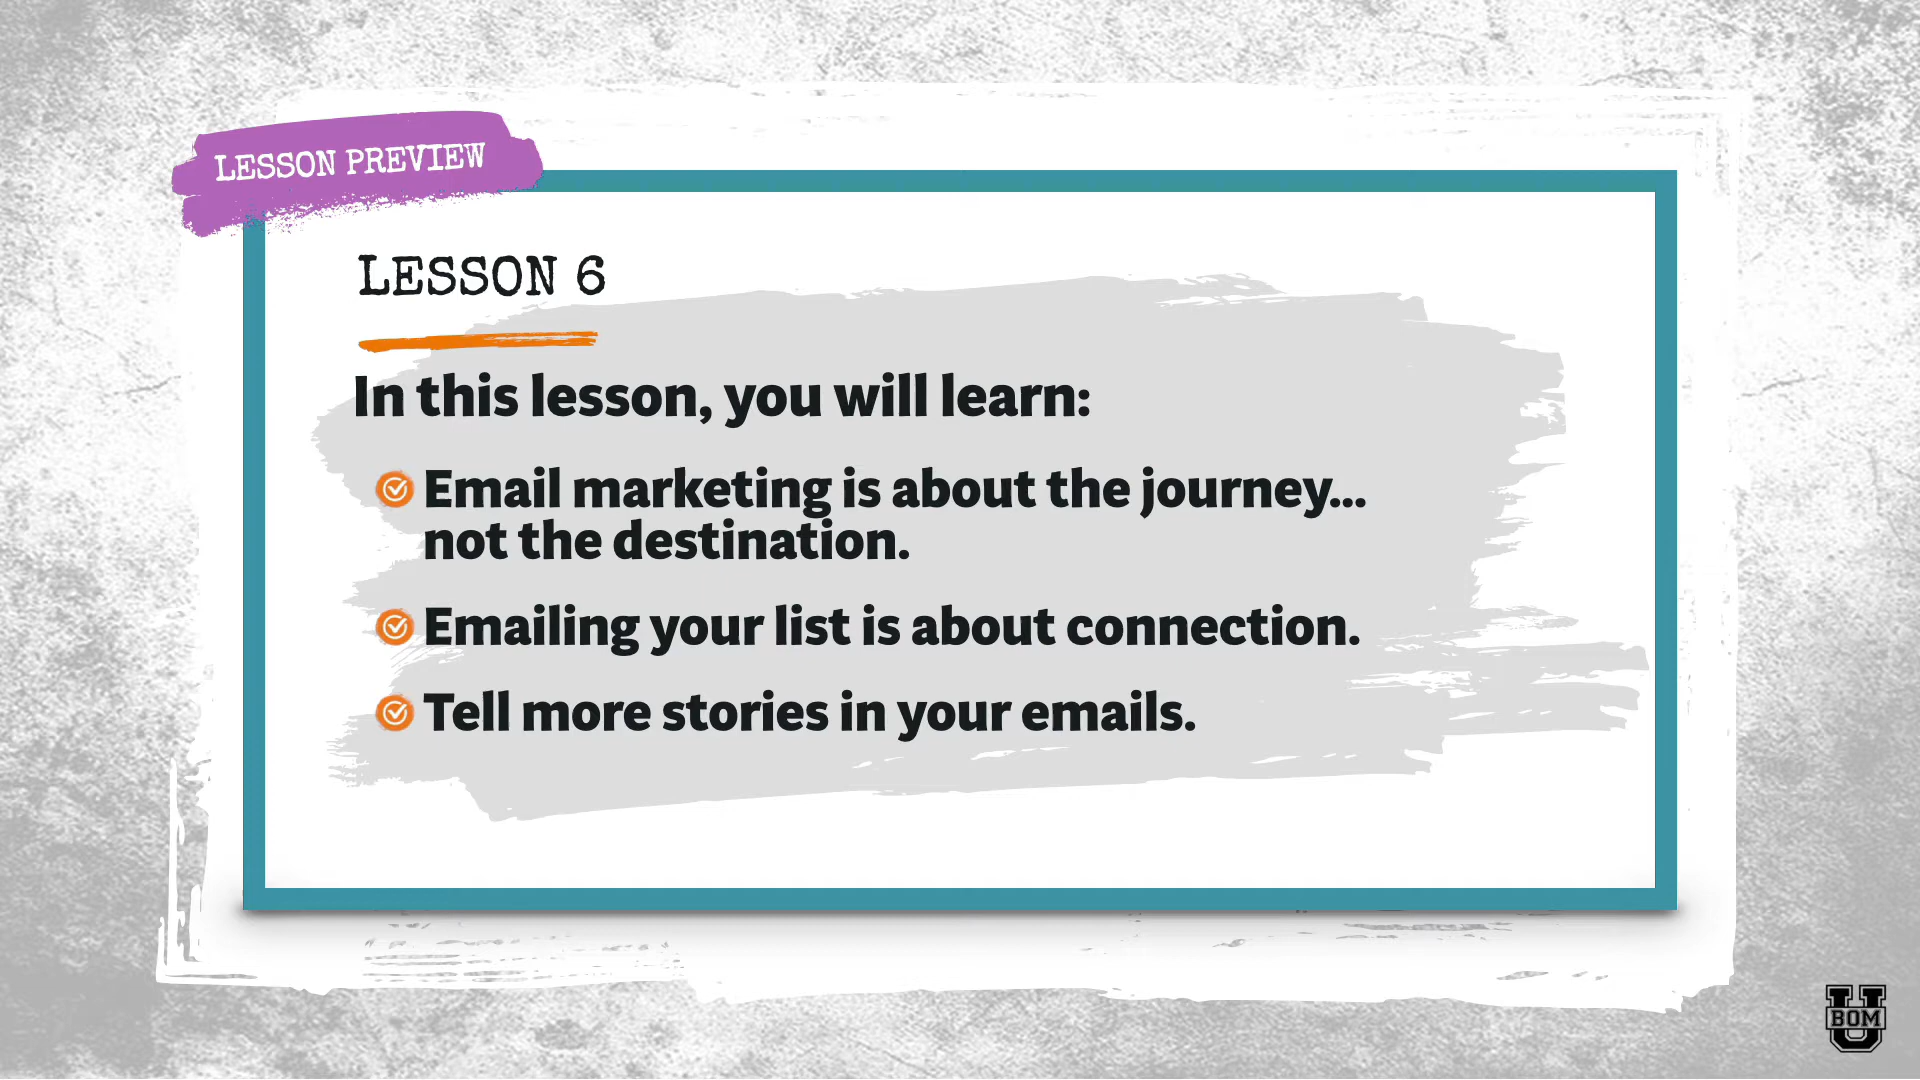 LESSON PREVIEW
LESSON 6
In this lesson, you will learn:
Email marketing is about the journey...
not the destination.
Emailing your list is about connection.
Tell more stories in your emails.
U
BOM